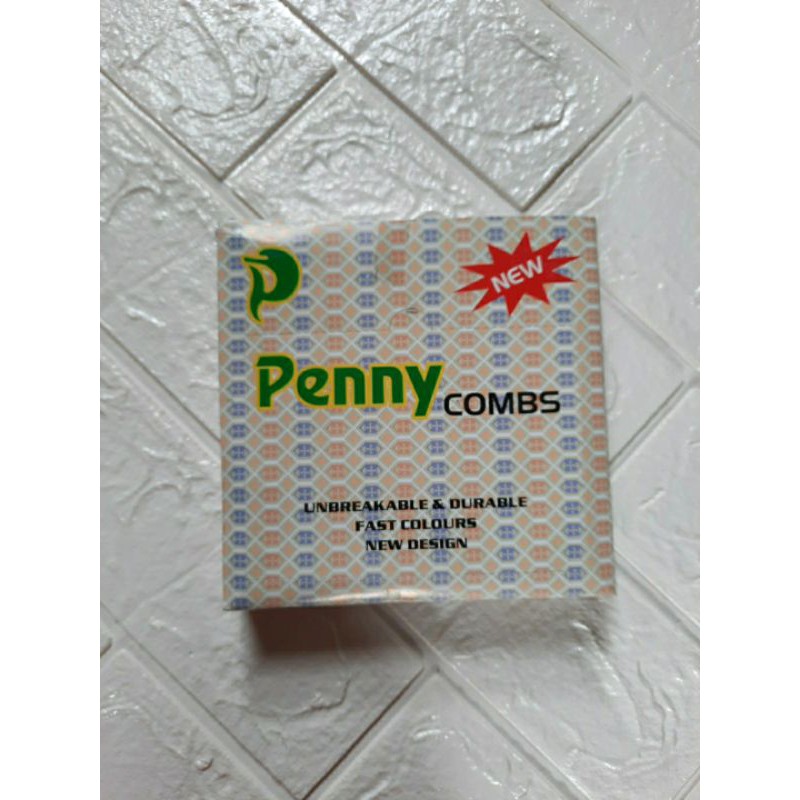 P
NEW
Penny COMBS
UNBREAKABLE & DURABLE
FAST COLOURS
NEW DESIGN